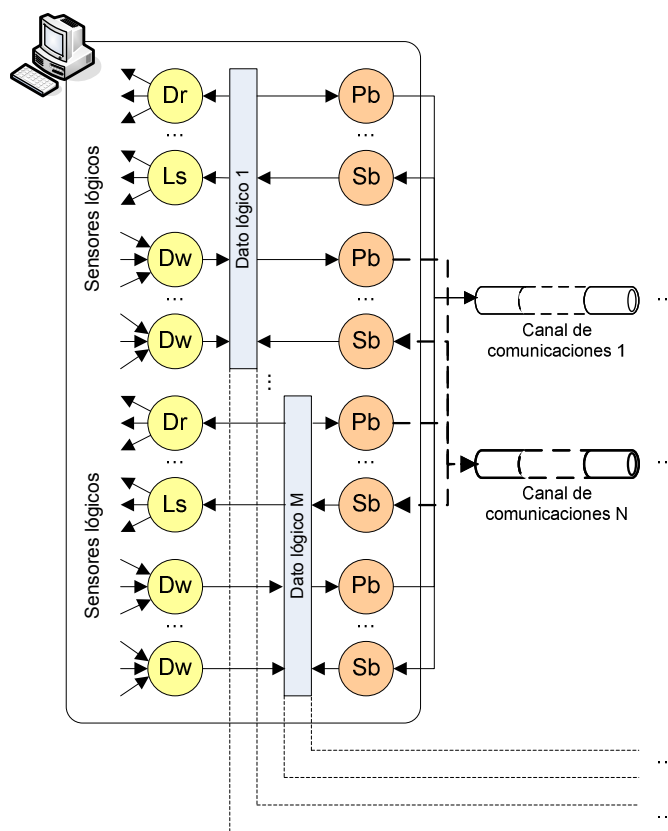 Dr
Pb
...
...
Ls
Sb
Sensores lógicos
Dato lógico 1
Dw
Pb
...
...
Dw
Sb
...
Canal de
comunicaciones 1
...
Dr
Pb
...
...
Ls
Sb
Canal de
comunicaciones N
...
Sensores lógicos
Dato lógico M
Dw
Pb
...
...
Dw
Sb
...
...